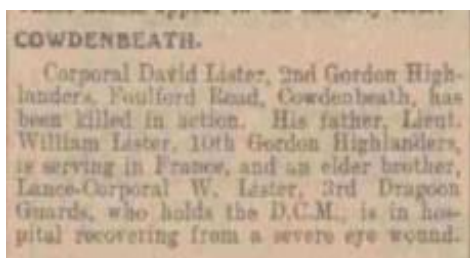 COWDENBEATH.
Corporal David Lister, 2nd Gordon High-
landers, Foulford Road, Cowdenbeath, has
been killed in action. His father, Lieut.
William Lister, 10th Gordon Highlanders,
is serving in France, and an elder brother,
Lance-Corporal W. Lister, 3rd Dragoon
Guards, who holds the D.C.M., is in hos-
pital recovering from a severe eye wound.